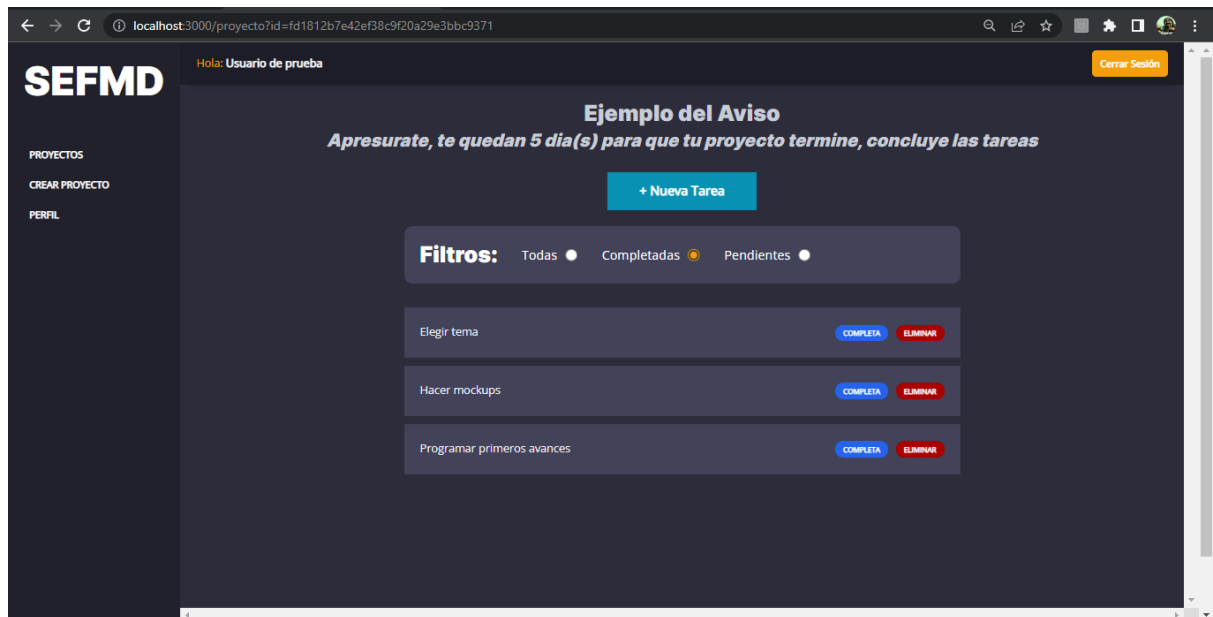 localhost:3000/proyecto?id=fd1812b7e42ef38c9f20a29e3bbc9371
SEFMD
Hola: Usuario de prueba
Cerrar Sesión
PROYECTOS
CREAR PROYECTO
PERFIL
Ejemplo del Aviso
Apresurate, te quedan 5 dia(s) para que tu proyecto termine, concluye las tareas
+ Nueva Tarea
Filtros: Todas Completadas Pendientes
Elegir tema COMPLETA ELIMINAR
Hacer mockups COMPLETA ELIMINAR
Programar primeros avances COMPLETA ELIMINAR